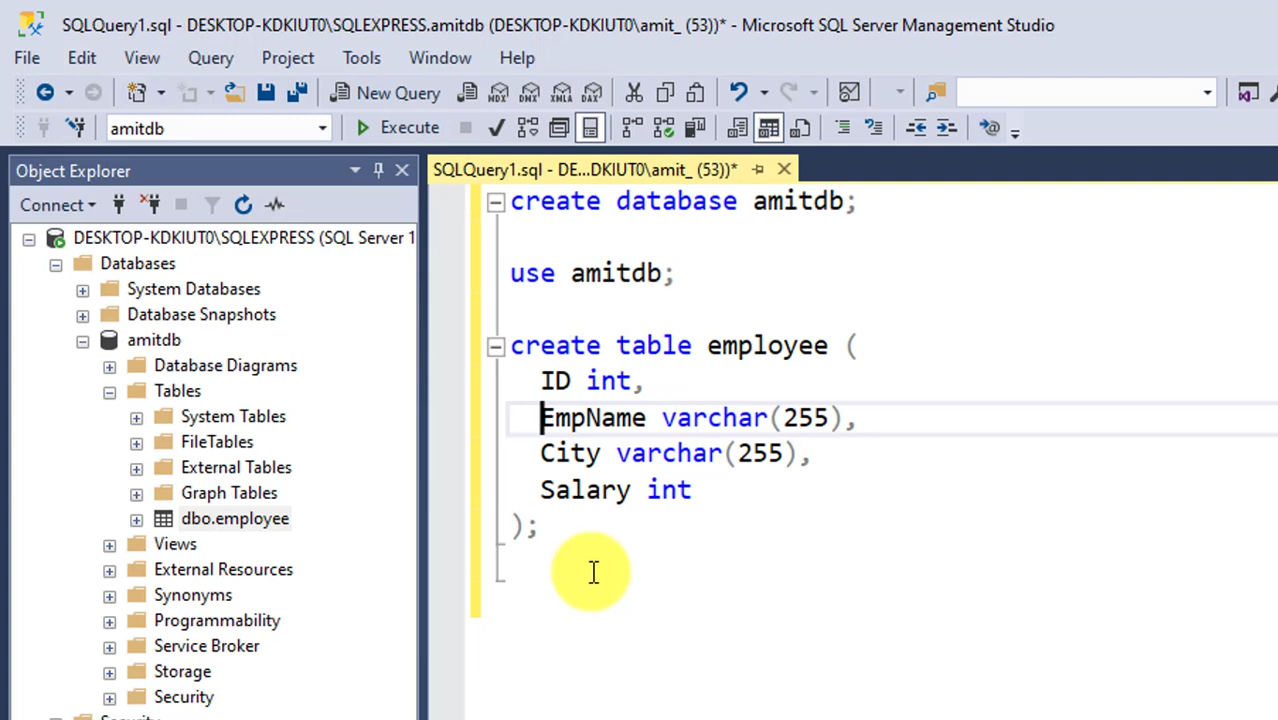 SQLQuery1.sql - DESKTOP-KDKIUT0\SQLEXPRESS.amitdb (DESKTOP-KDKIUT0\amit_ (53))* - Microsoft SQL Server Management Studio
File Edit View Query Project Tools Window Help
New Query MDX DMX XMLA DAX
amitdb Execute
Object Explorer
SQLQuery1.sql - DE...DKIUT0\amit_ (53))*
Connect
DESKTOP-KDKIUT0\SQLEXPRESS (SQL Server 1
Databases
System Databases
Database Snapshots
amitdb
Database Diagrams
Tables
System Tables
FileTables
External Tables
Graph Tables
dbo.employee
Views
External Resources
Synonyms
Programmability
Service Broker
Storage
Security
create database amitdb;
use amitdb;
create table employee (
ID int,
EmpName varchar(255),
City varchar(255),
Salary int
);